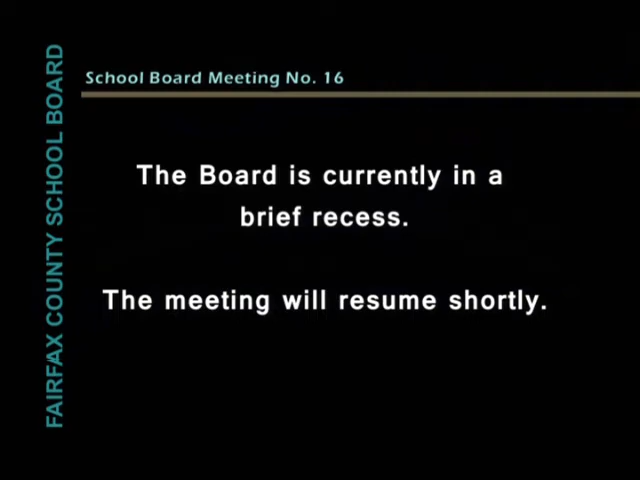 School Board Meeting No. 16
FAIRFAX COUNTY SCHOOL BOARD
The Board is currently in a
brief recess.
The meeting will resume shortly.